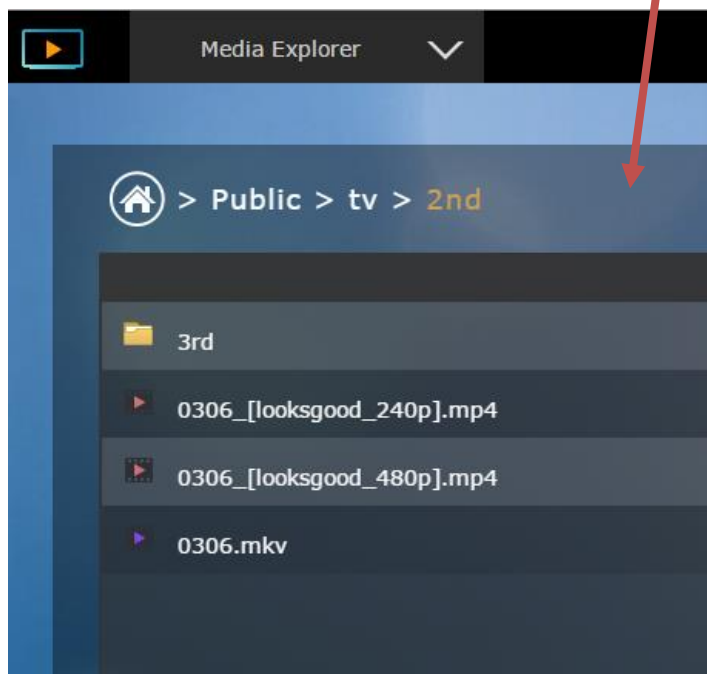 Media Explorer
> Public > tv > 2nd
3rd
0306_[looksgood_240p].mp4
0306_[looksgood_480p].mp4
0306.mkv